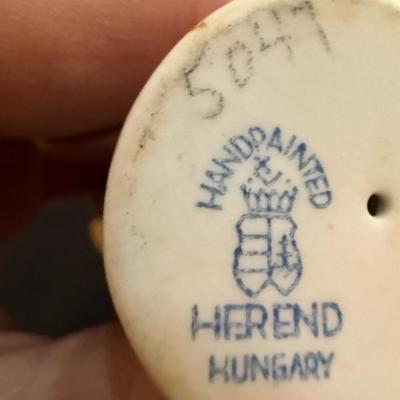 5047
HANDPAINTED
HEREND
HUNGARY